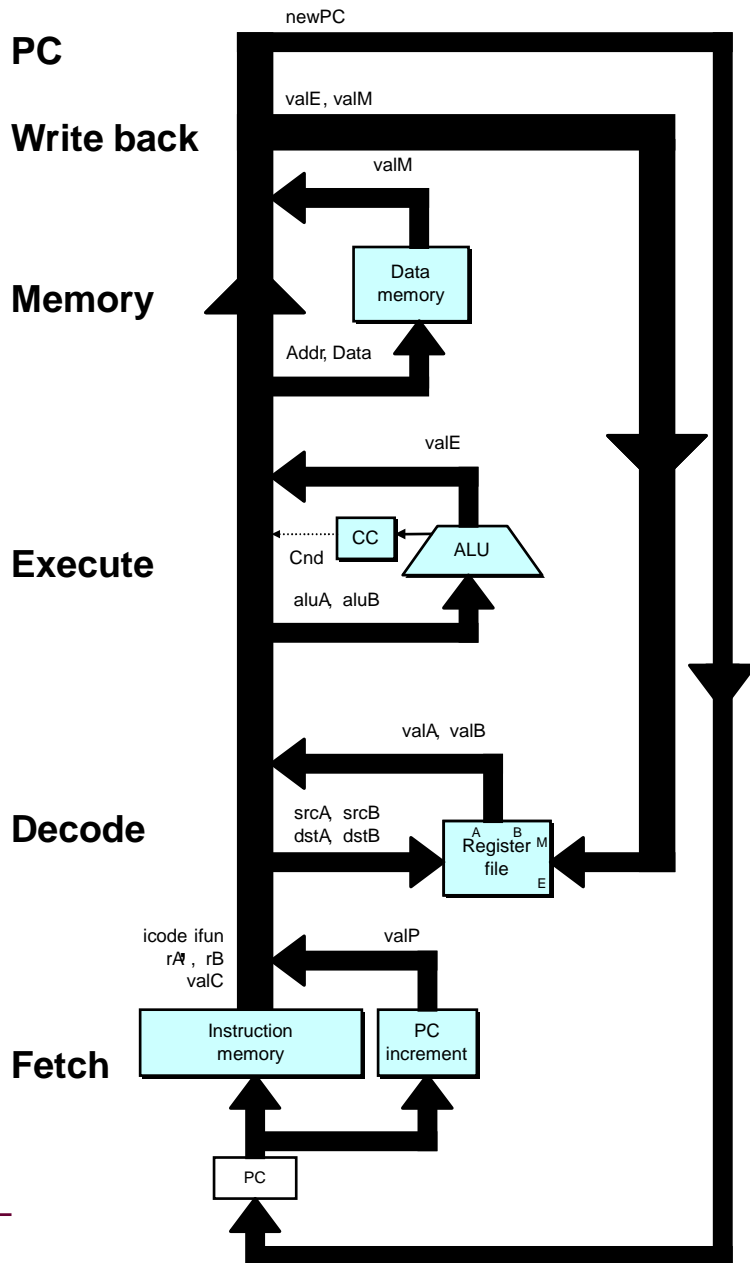 newPC
PC
valE, valM
Write back
valM
Data
memory
Memory
Addr, Data
valE
CC
ALU
Execute
Cnd
aluA, aluB
valA, valB
srcA, srcB
dstA, dstB
Decode
A B
Register M
file
E
icode ifun
valP
rA , rB
valC
Instruction
memory
PC
increment
Fetch
PC